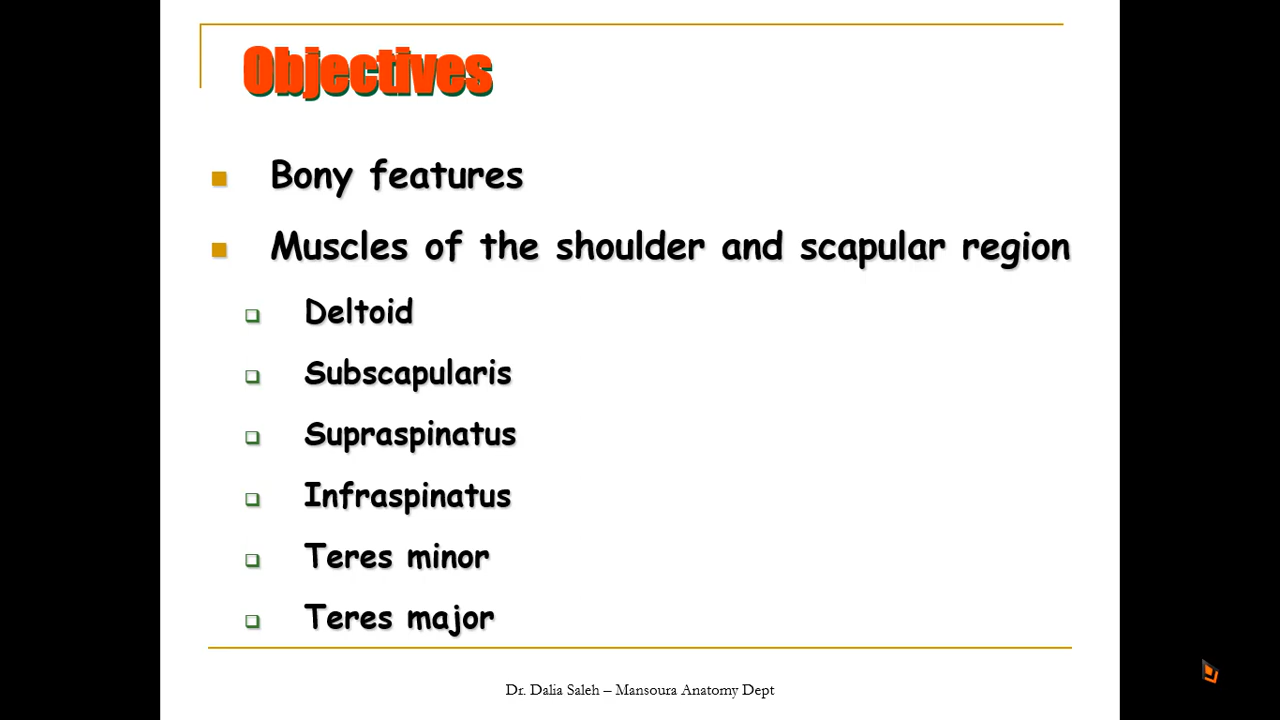 Objectives
Bony features
Muscles of the shoulder and scapular region
Deltoid
Subscapularis
Supraspinatus
Infraspinatus
Teres minor
Teres major
Dr. Dalia Saleh – Mansoura Anatomy Dept